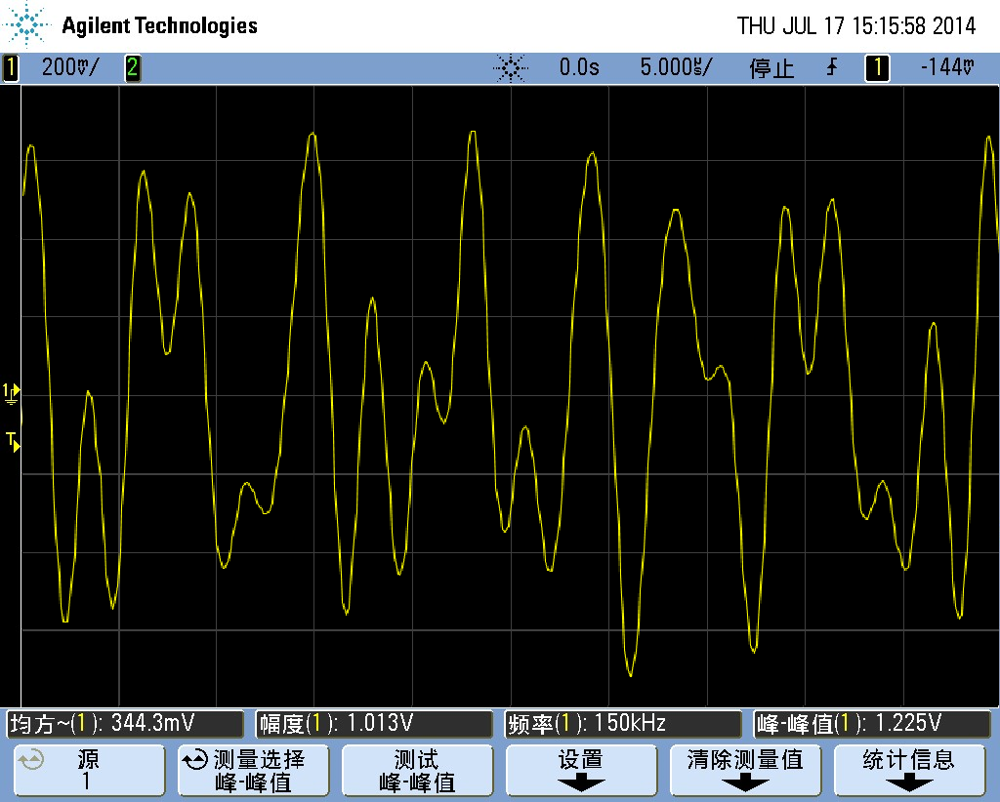 Agilent Technologies THU JUL 17 15:15:58 2014
1 200mV/ 2 0.0s 5.000µs/ 停止 1 -144mV
1
T
均方~(1): 344.3mV 幅度(1): 1.013V 频率(1): 150kHz 峰-峰值(1): 1.225V
源 测量选择 测试 设置 清除测量值 统计信息
1 峰-峰值 峰-峰值